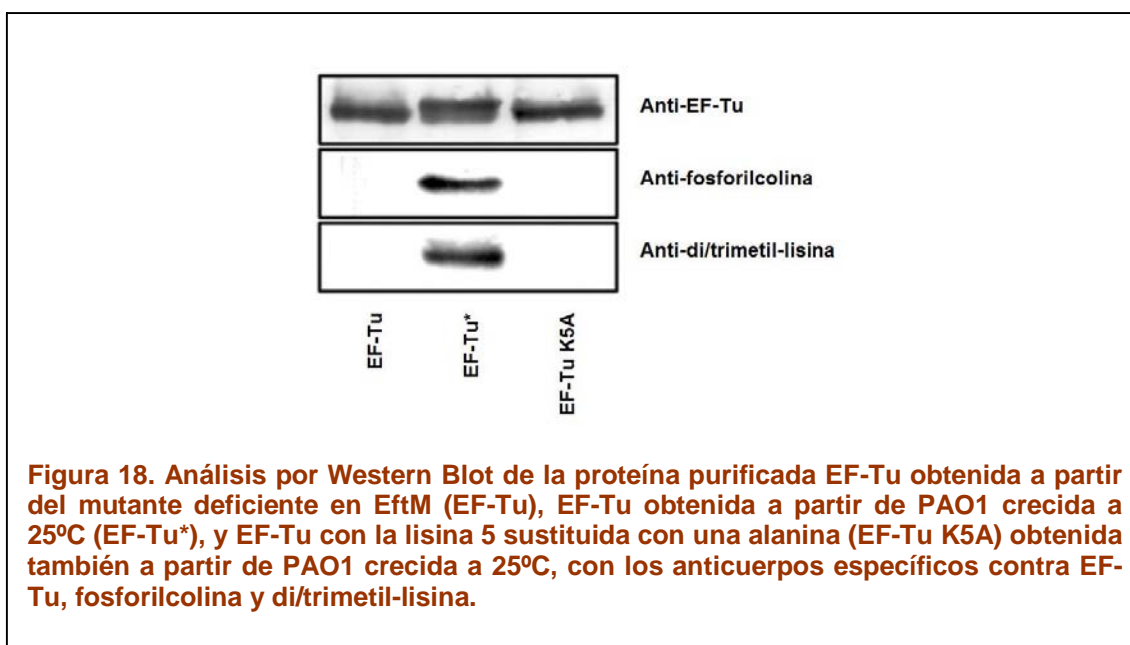 Anti-EF-Tu
Anti-fosforilcolina
Anti-di/trimetil-lisina
EF-Tu
EF-Tu*
EF-Tu K5A
Figura 18. Análisis por Western Blot de la proteína purificada EF-Tu obtenida a partir
del mutante deficiente en EftM (EF-Tu), EF-Tu obtenida a partir de PAO1 crecida a
25ºC (EF-Tu*), y EF-Tu con la lisina 5 sustituida con una alanina (EF-Tu K5A) obtenida
también a partir de PAO1 crecida a 25ºC, con los anticuerpos específicos contra EF-
Tu, fosforilcolina y di/trimetil-lisina.